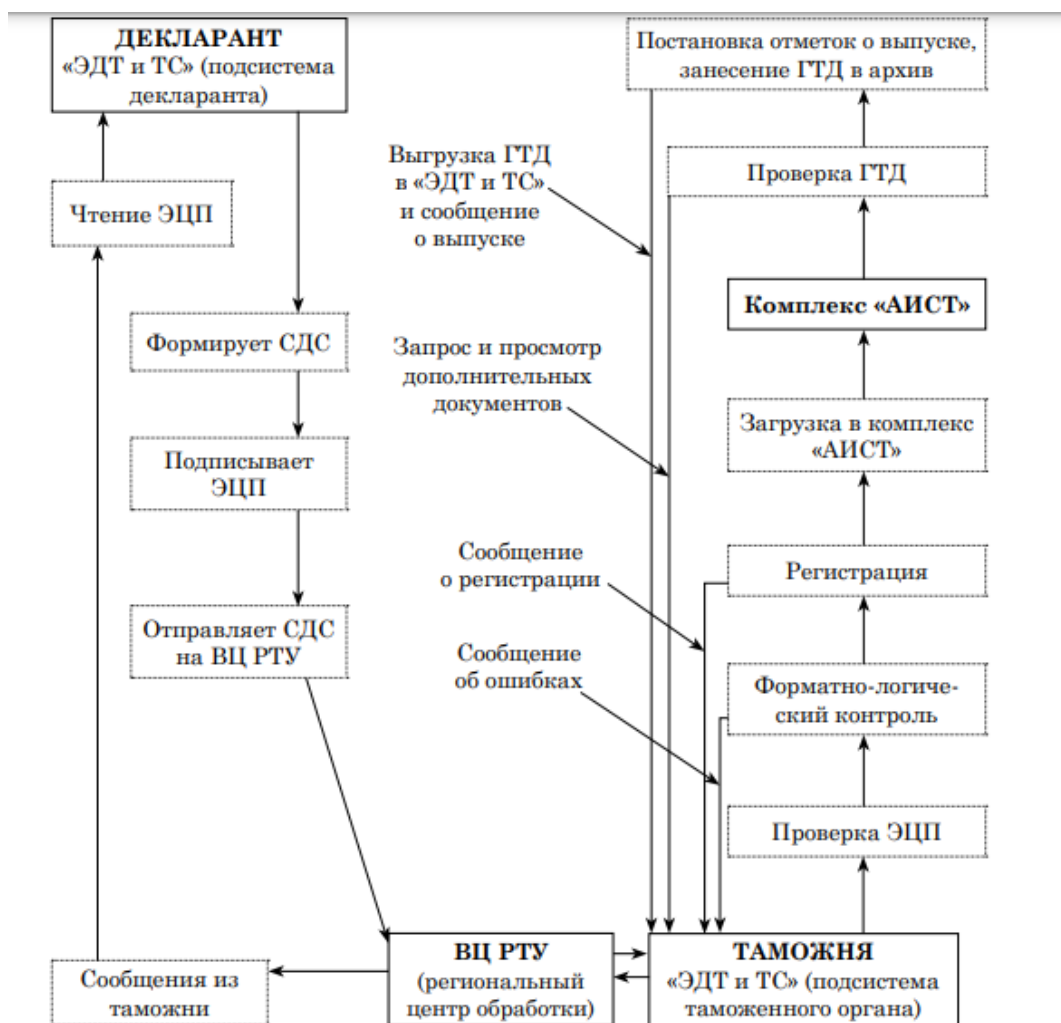 ДЕКЛАРАНТ
«ЭДТ и ТС» (подсистема
декларанта)
Чтение ЭЦП
Формирует СДС
Подписывает
ЭЦП
Отправляет СДС
на ВЦ РТУ
Сообщения из
таможни
ВЦ РТУ
(региональный
центр обработки)
Выгрузка ГТД
в «ЭДТ и ТС»
и сообщение
о выпуске
Запрос и просмотр
дополнительных
документов
Сообщение
о регистрации
Сообщение
об ошибках
Постановка отметок о выпуске,
занесение ГТД в архив
Проверка ГТД
Комплекс «АИСТ»
Загрузка в комплекс
«АИСТ»
Регистрация
Форматно-логиче-
ский контроль
Проверка ЭЦП
ТАМОЖНЯ
«ЭДТ и ТС» (подсистема
таможенного органа)